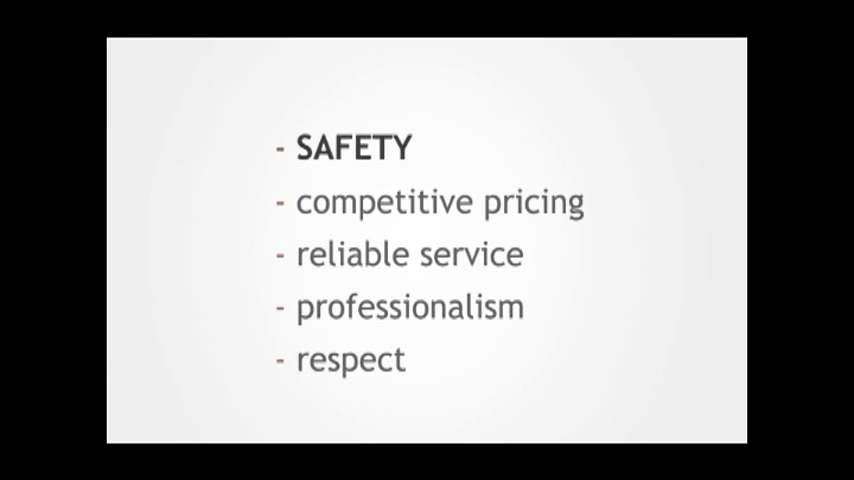 - SAFETY
- competitive pricing
- reliable service
- professionalism
- respect